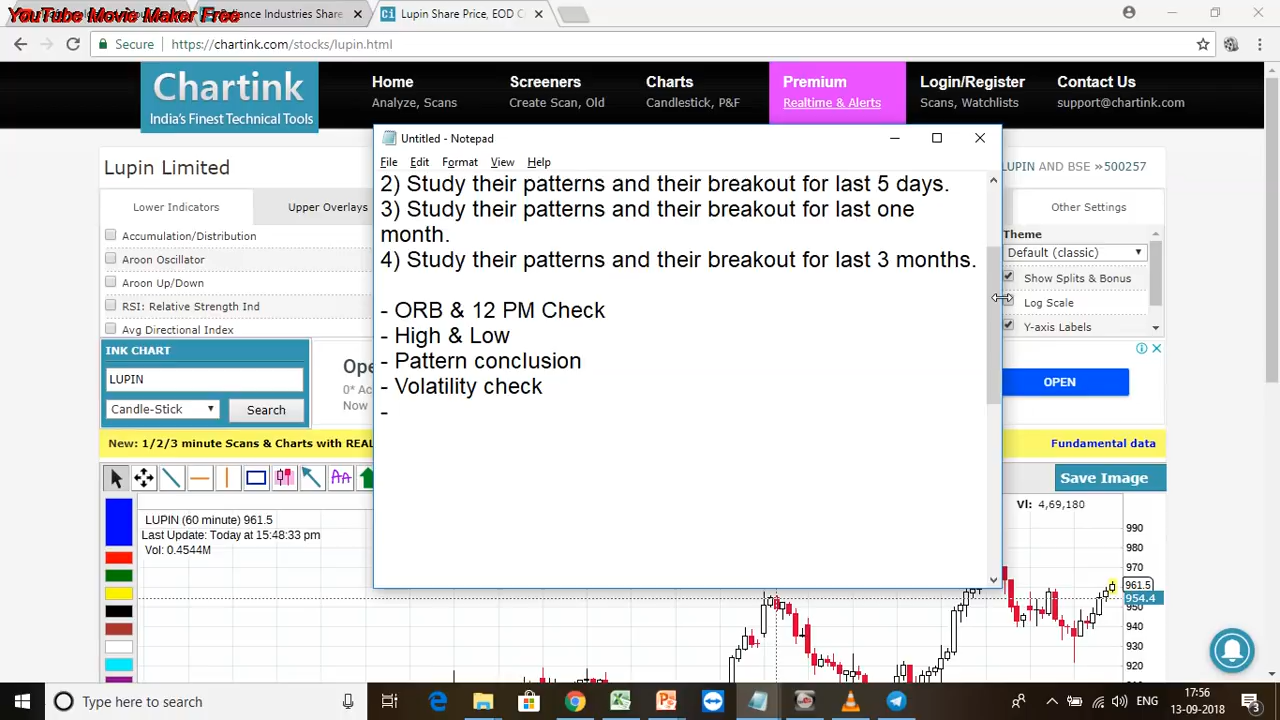 YouTube Movie Maker Free
Reliance Industries Share
Lupin Share Price, EOD C
Secure
https://chartink.com/stocks/lupin.html
Chartink
India's Finest Technical Tools
Home
Analyze, Scans
Screeners
Create Scan, Old
Charts
Candlestick, P&F
Premium
Realtime & Alerts
Login/Register
Scans, Watchlists
Contact Us
support@chartink.com
Untitled - Notepad
File Edit Format View Help
2) Study their patterns and their breakout for last 5 days.
3) Study their patterns and their breakout for last one
month.
4) Study their patterns and their breakout for last 3 months.
- ORB & 12 PM Check
- High & Low
- Pattern conclusion
- Volatility check
-
Lupin Limited
LUPIN AND BSE »500257
Lower Indicators
Upper Overlays
Other Settings
Accumulation/Distribution
Aroon Oscillator
Aroon Up/Down
RSI: Relative Strength Ind
Avg Directional Index
Theme
Default (classic)
Show Splits & Bonus
Log Scale
Y-axis Labels
INK CHART
LUPIN
Candle-Stick
Search
Now
OPEN
New: 1/2/3 minute Scans & Charts with
Fundamental data
Save Image
LUPIN (60 minute) 961.5
Last Update: Today at 15:48:33 pm
Vol: 0.4544M
Vl: 4,69,180
990
980
970
961.5
954.4
950
940
930
920
910
Type here to search
ENG
17:56
13-09-2018
3